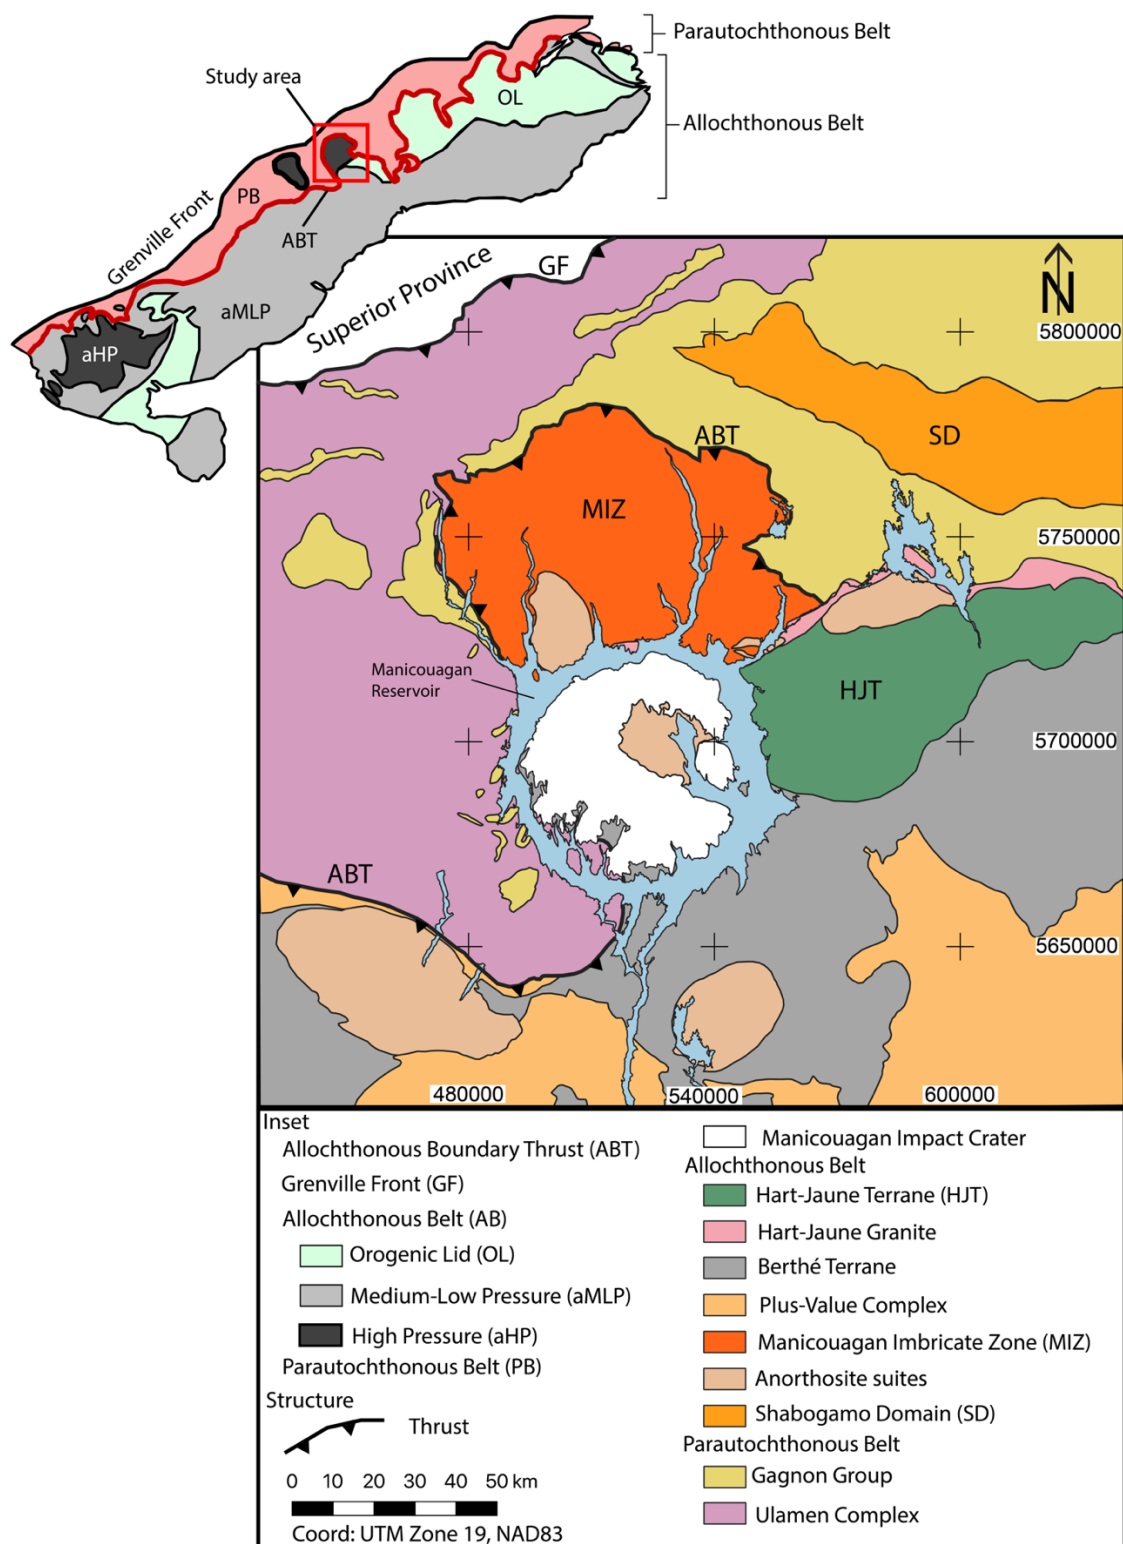 Parautochthonous Belt
Study area
OL
Allochthonous Belt
PB
Grenville Front
ABT
aMLP
aHP
Superior Province
GF
N
5800000
ABT
SD
MIZ
5750000
Manicouagan
Reservoir
HJT
5700000
ABT
5650000
480000
540000
600000
Inset
Allochthonous Boundary Thrust (ABT)
Grenville Front (GF)
Allochthonous Belt (AB)
Orogenic Lid (OL)
Medium-Low Pressure (aMLP)
High Pressure (aHP)
Parautochthonous Belt (PB)
Structure
Thrust
0 10 20 30 40 50 km
Coord: UTM Zone 19, NAD83
Manicouagan Impact Crater
Allochthonous Belt
Hart-Jaune Terrane (HJT)
Hart-Jaune Granite
Berthé Terrane
Plus-Value Complex
Manicouagan Imbricate Zone (MIZ)
Anorthosite suites
Shabogamo Domain (SD)
Parautochthonous Belt
Gagnon Group
Ulamen Complex